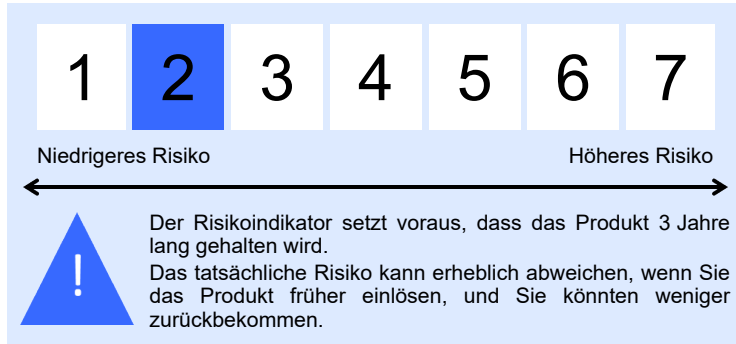 1 2 3 4 5 6 7
Niedrigeres Risiko Höheres Risiko
!
Der Risikoindikator setzt voraus, dass das Produkt 3 Jahre
lang gehalten wird.
Das tatsächliche Risiko kann erheblich abweichen, wenn Sie
das Produkt früher einlösen, und Sie könnten weniger
zurückbekommen.